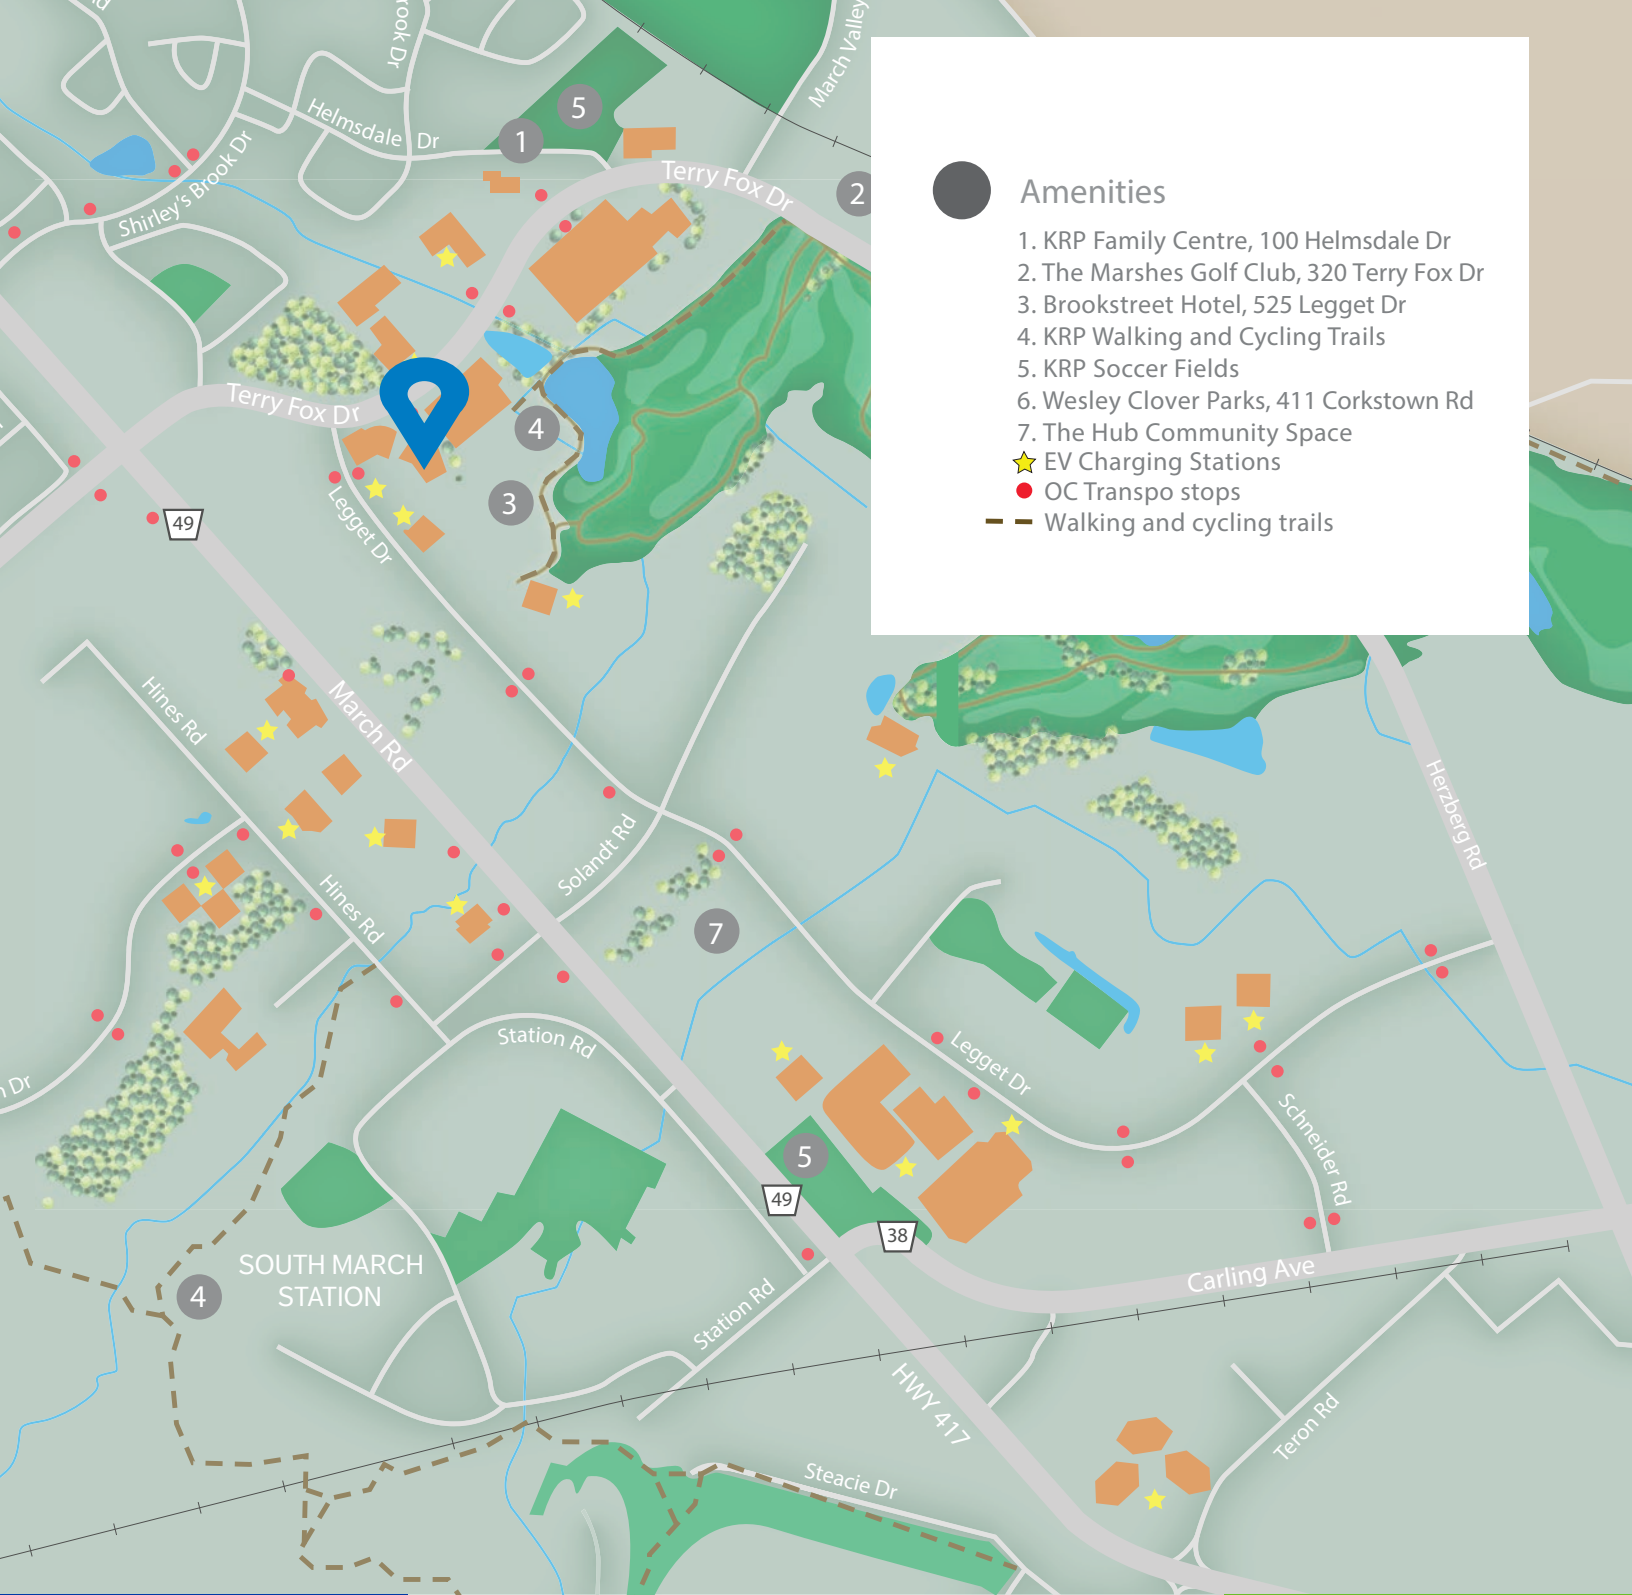 rook Dr
March Valley
Helmsdale Dr
5
1
Shirley's Brook Dr
Terry Fox Dr
2
Amenities
1. KRP Family Centre, 100 Helmsdale Dr
2. The Marshes Golf Club, 320 Terry Fox Dr
3. Brookstreet Hotel, 525 Legget Dr
4. KRP Walking and Cycling Trails
5. KRP Soccer Fields
6. Wesley Clover Parks, 411 Corkstown Rd
7. The Hub Community Space
EV Charging Stations
OC Transpo stops
Walking and cycling trails
Terry Fox Dr
4
3
49
Legget Dr
Hines Rd
March Rd
Herzberg Rd
Solandt Rd
Hines Rd
7
Station Rd
Legget Dr
Dr
Schneider Rd
5
49
38
SOUTH MARCH
STATION
4
Carling Ave
Station Rd
HWY 417
Teron Rd
Steacie Dr